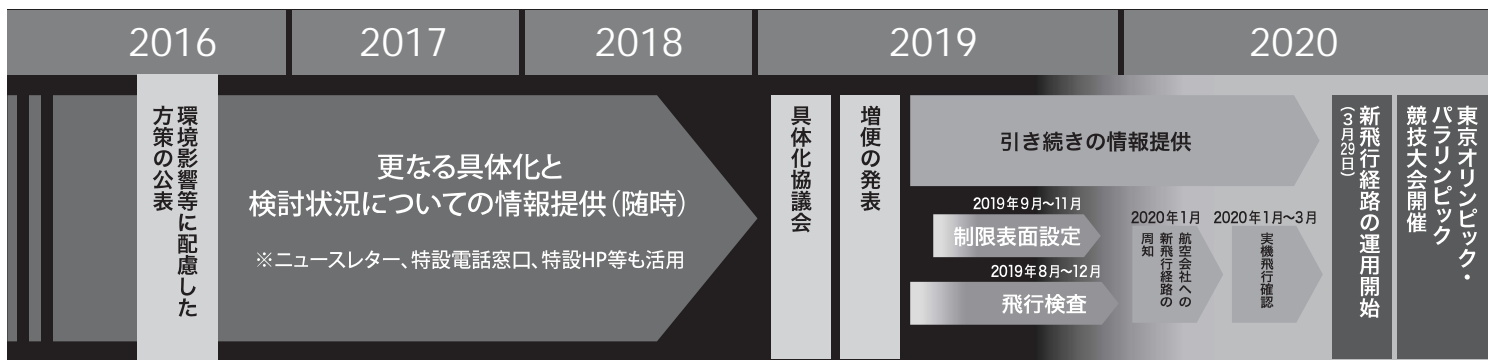 2016
2017
2018
2019
2020
環境影響等に配慮した
方策の公表
更なる具体化と
検討状況についての情報提供(随時)
※ニュースレター、特設電話窓口、特設HP等も活用
具体化協議会
増便の発表
引き続きの情報提供
2019年9月〜11月
制限表面設定
2019年8月〜12月
飛行検査
2020年1月
航空会社への
新飛行経路の
周知
2020年1月〜3月
実機飛行確認
新飛行経路の運用開始
(3月29日)
東京オリンピック・
パラリンピック
競技大会開催